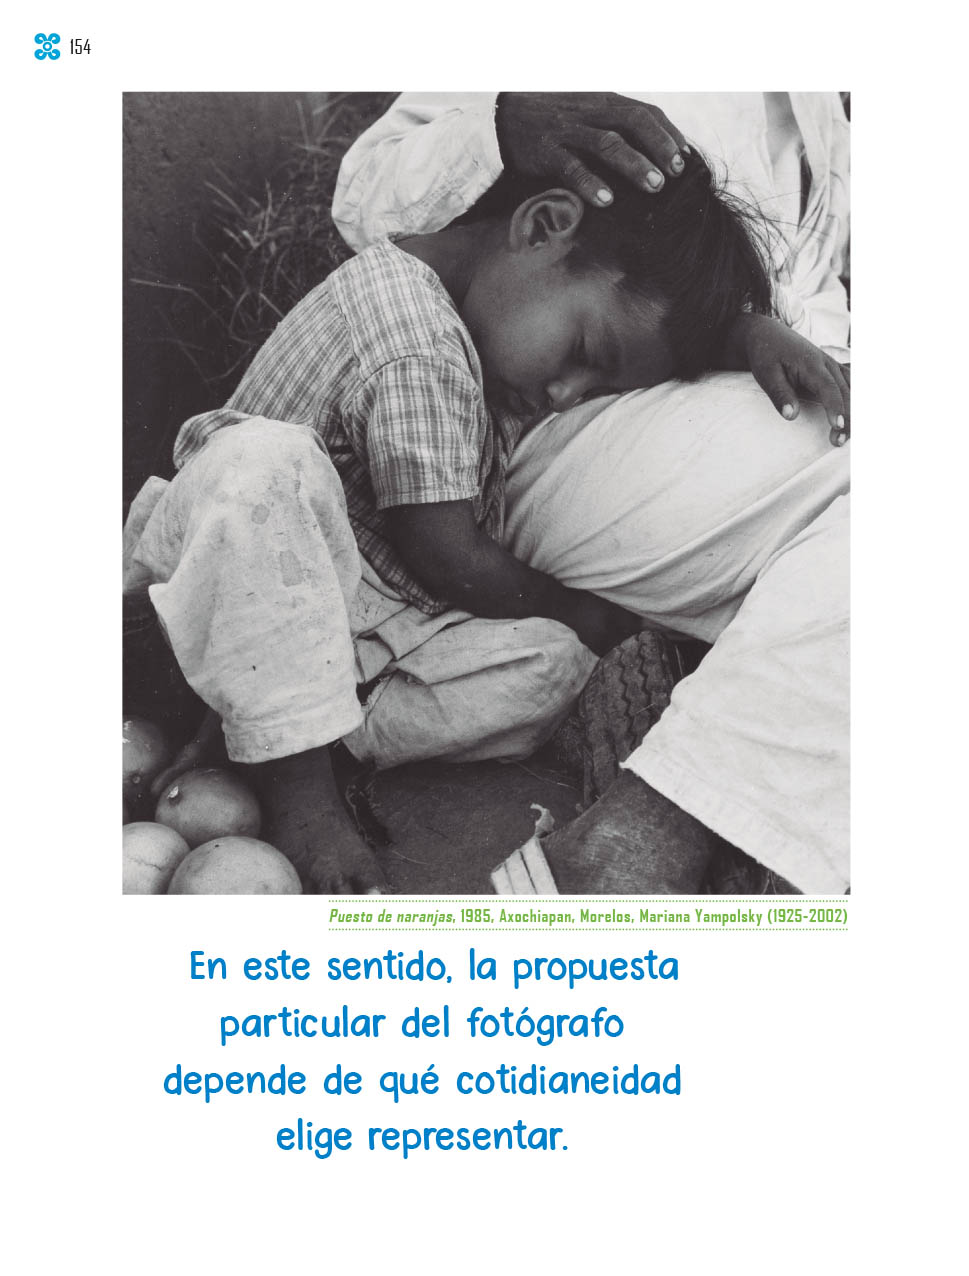 154
Puesto de naranjas, 1985, Axochiapan, Morelos, Mariana Yampolsky (1925-2002)
En este sentido, la propuesta
particular del fotógrafo
depende de qué cotidianeidad
elige representar.